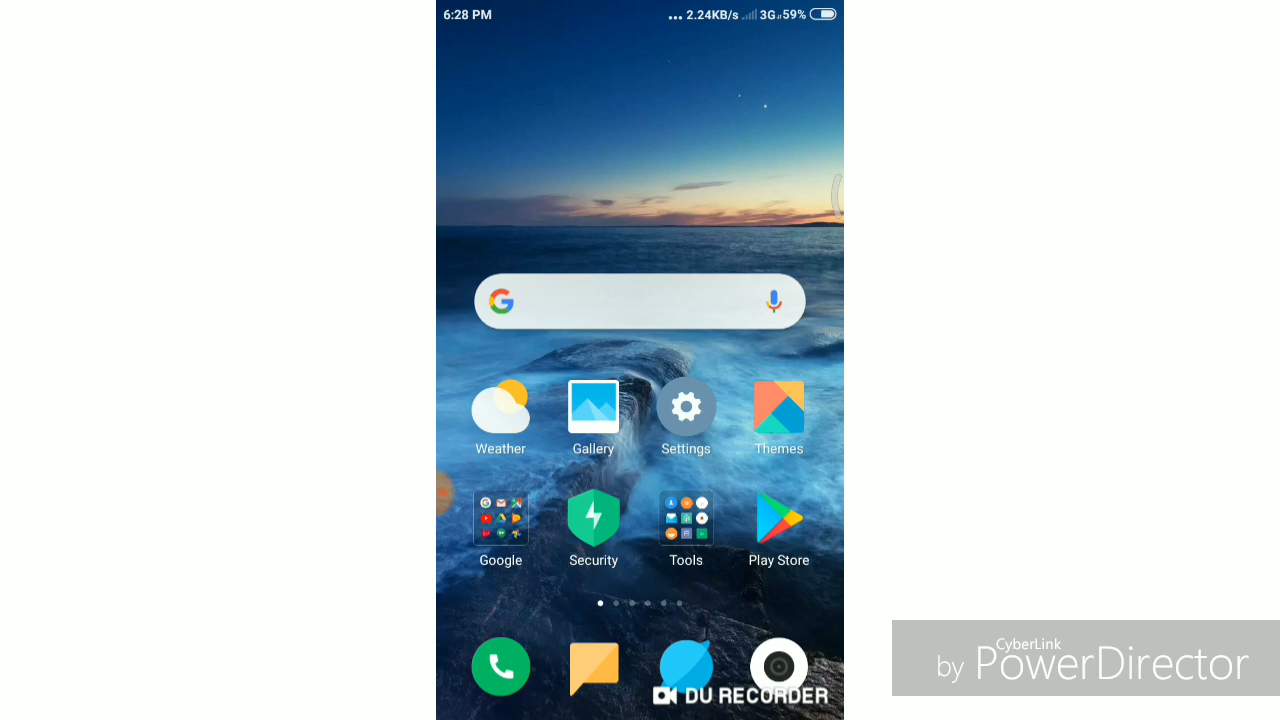 6:28 PM
... 2.24KB/s 3G 59%
G
Weather
Gallery
Settings
Themes
Google
Security
Tools
Play Store
DU RECORDER
CyberLink
by PowerDirector